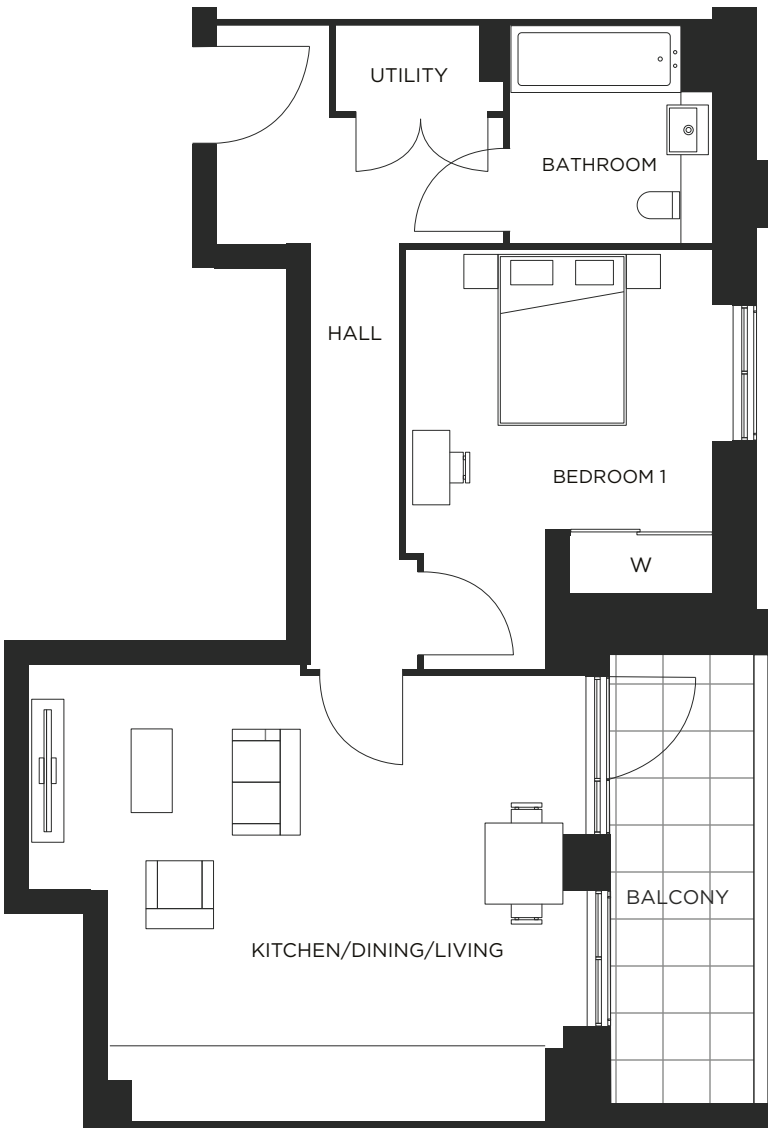 UTILITY
BATHROOM
HALL
BEDROOM 1
W
BALCONY
KITCHEN/DINING/LIVING